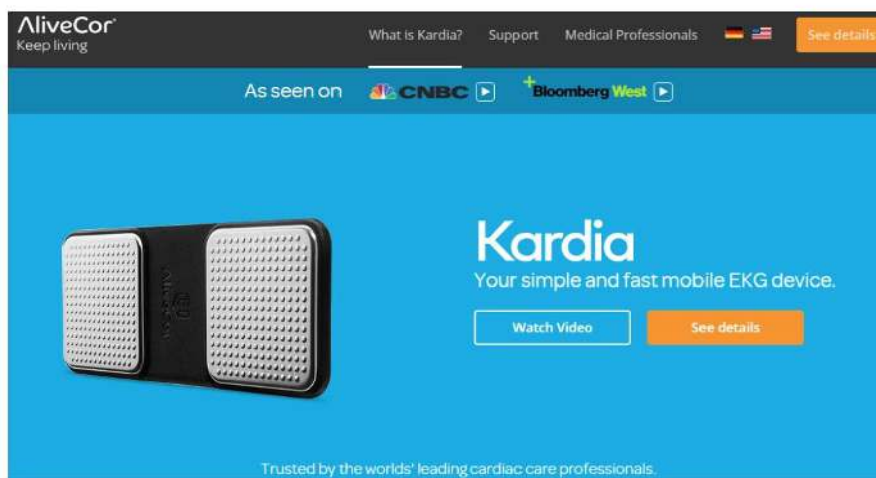 AliveCor®
Keep living
What is Kardia?
Support
Medical Professionals
See details
As seen on
CNBC
Bloomberg West
AliveCor
Kardia
Your simple and fast mobile EKG device.
Watch Video
See details
Trusted by the worlds' leading cardiac care professionals.